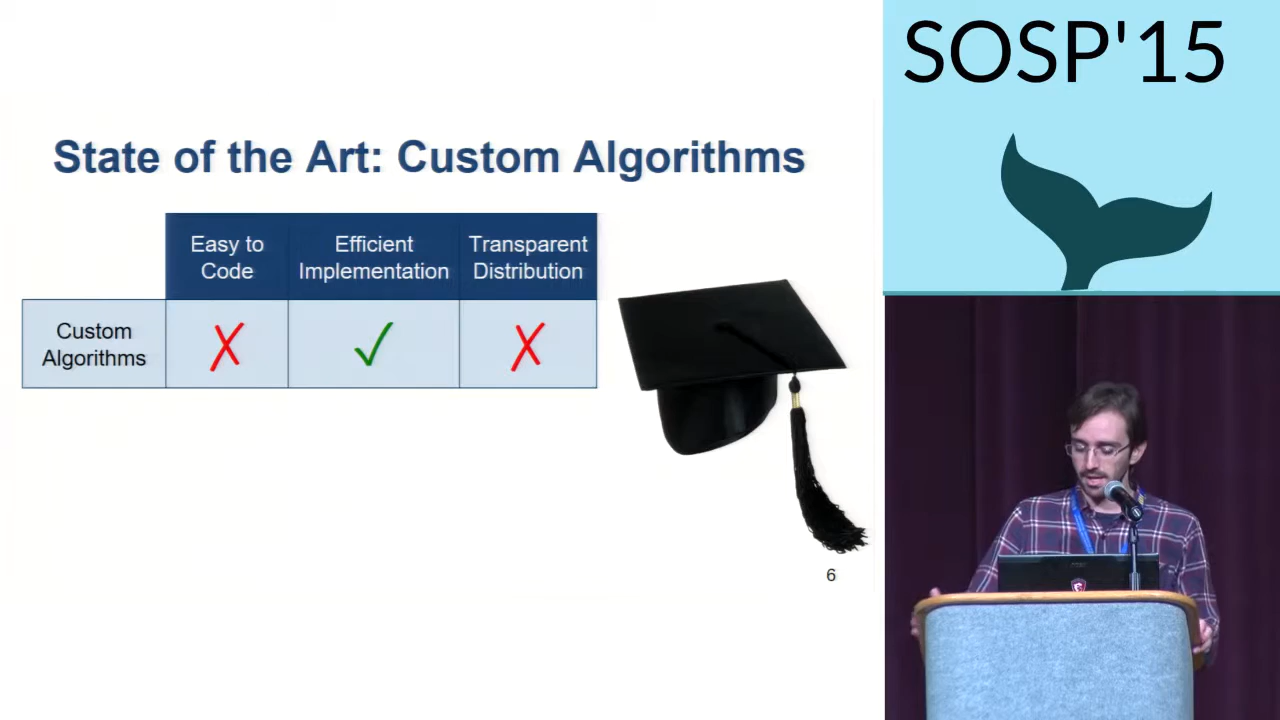 SOSP'15
State of the Art: Custom Algorithms
Easy to
Code
Efficient
Implementation
Transparent
Distribution
Custom
Algorithms
6